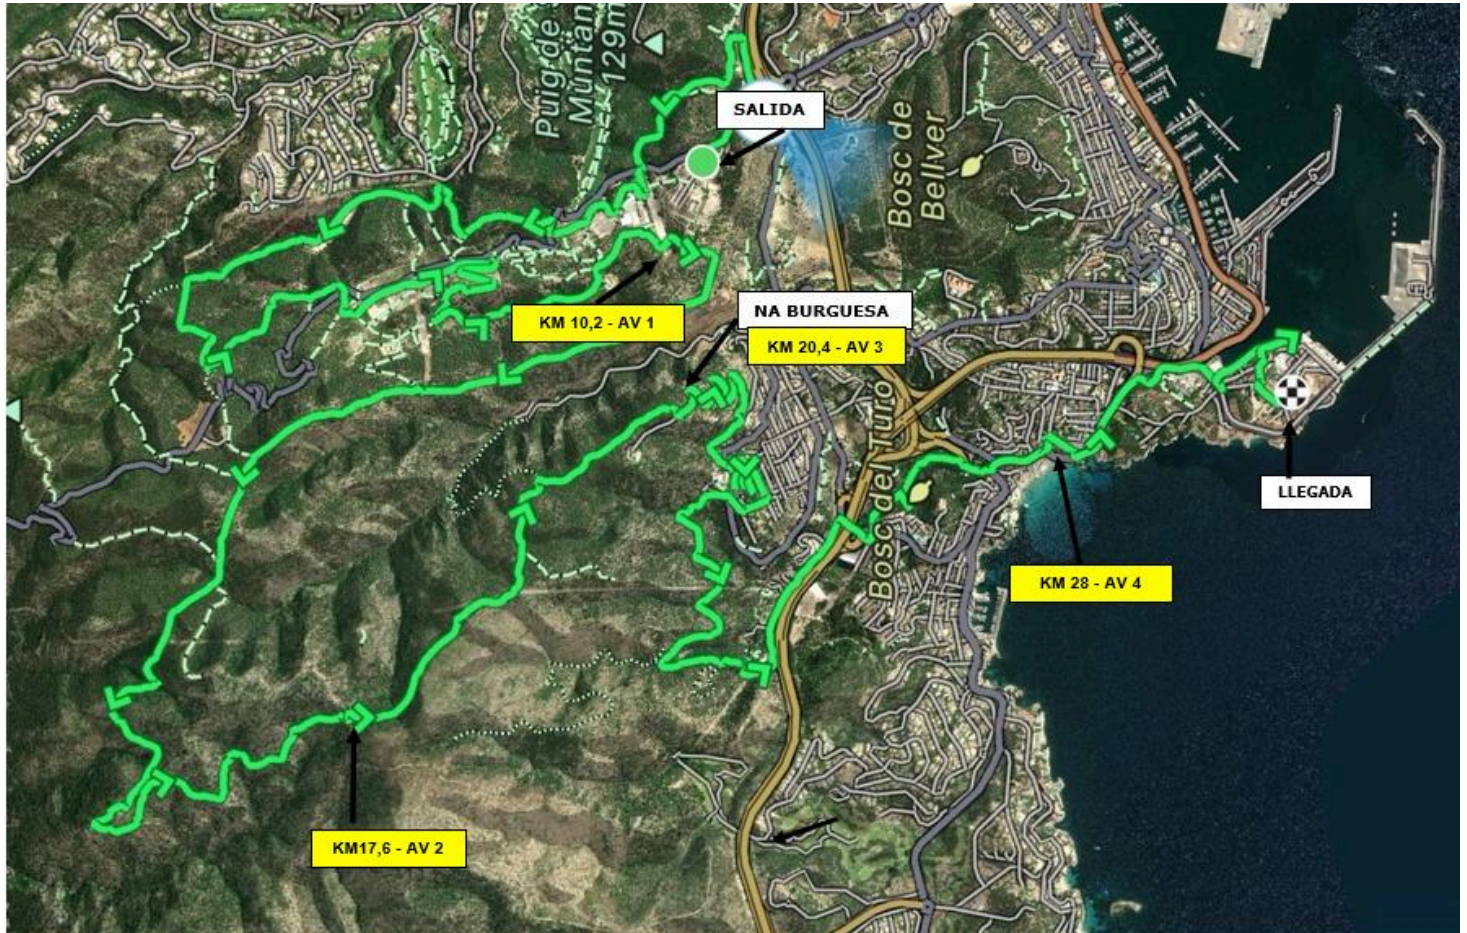 Puig de
Muntan
129m
SALIDA
Bosc de
Bellver
NA BURGUESA
KM 10,2 - AV 1
KM 20,4 - AV 3
Bosc del Turo
LLEGADA
KM 28 - AV 4
KM17,6 - AV 2